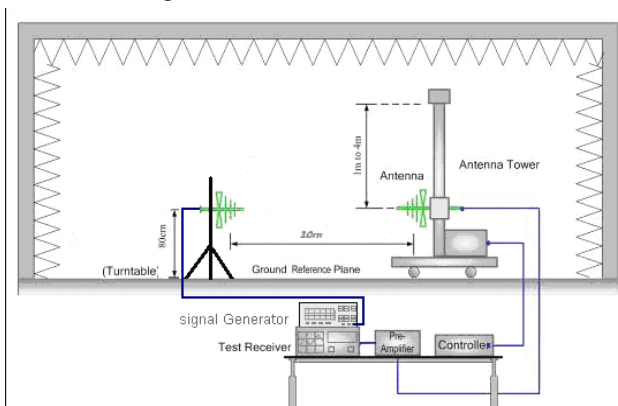 1m to 4m
Antenna Tower
Antenna
80cm
10m
(Turntable)
Ground Reference Plane
signal Generator
Test Receiver
Pre-
Amplifier
Controller